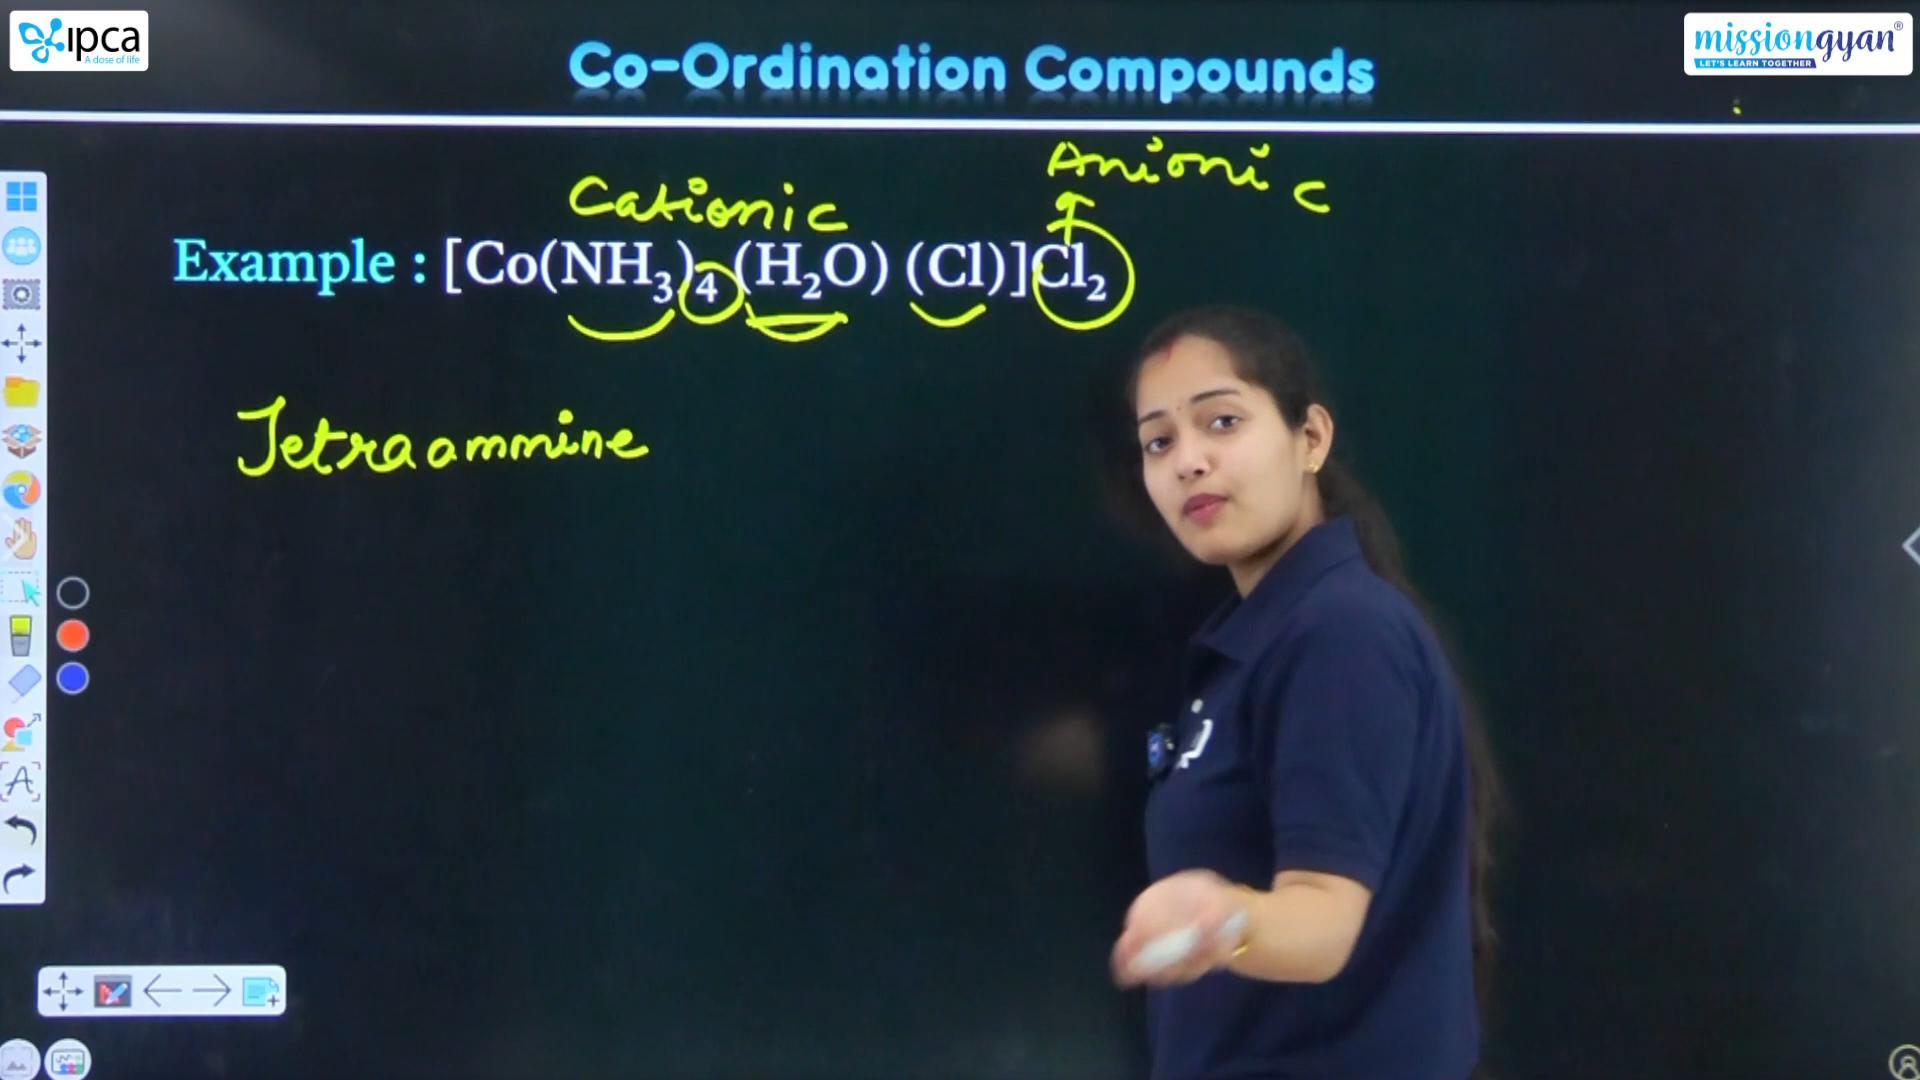 ipca
A dose of life
Co-Ordination Compounds
missiongyan®
LET'S LEARN TOGETHER
Cationic
Anionic
Example : [Co(NH₃)₄(H₂O) (Cl)]Cl₂
Tetraammine